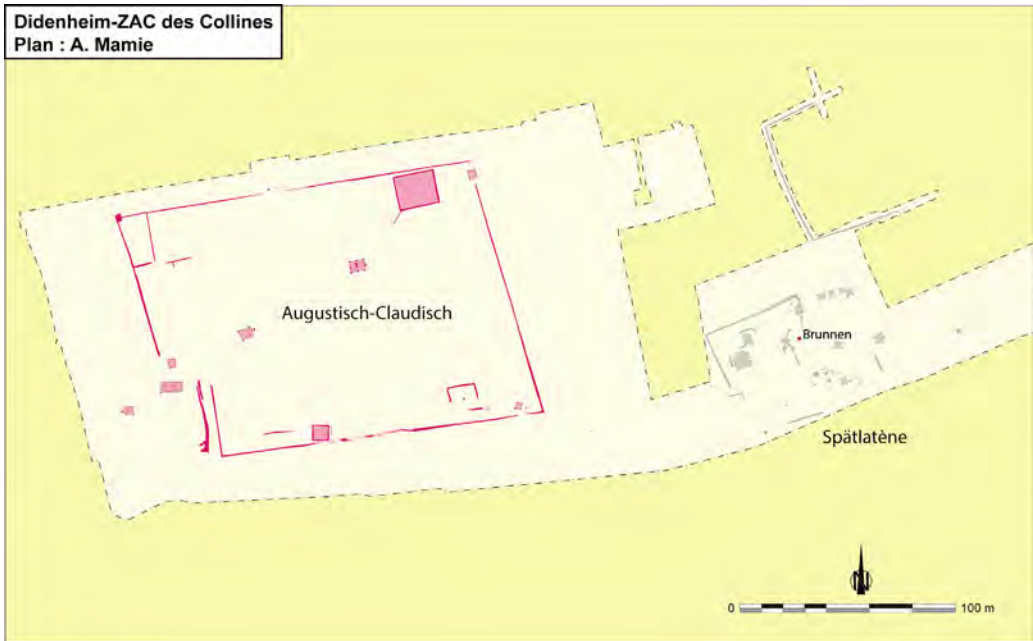 Didenheim-ZAC des Collines
Plan : A. Mamie
Augustisch-Claudisch
Brunnen
Spätlatène
N
0 100 m